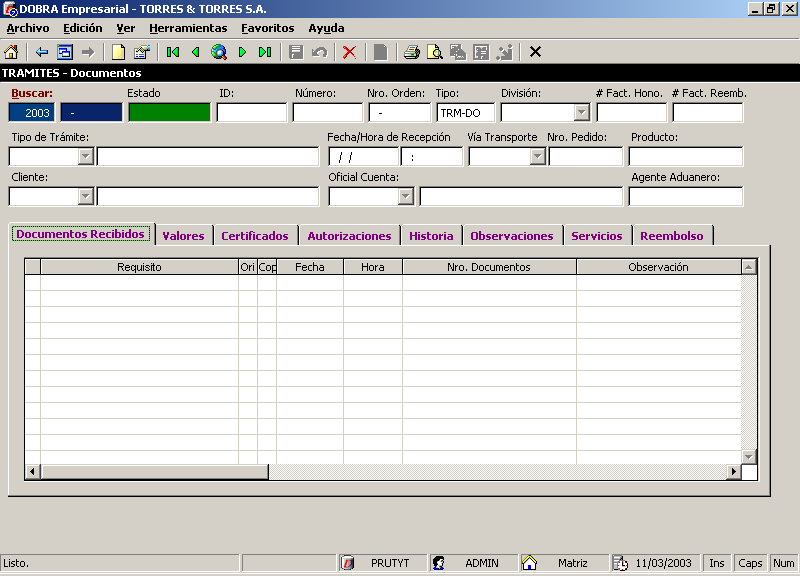 DOBRA Empresarial - TORRES & TORRES S.A.
Archivo Edición Ver Herramientas Favoritos Ayuda
TRAMITES - Documentos
Buscar: Estado ID: Número: Nro. Orden: Tipo: División: # Fact. Hono. # Fact. Reemb.
2003 - - TRM-DO
Tipo de Trámite: Fecha/Hora de Recepción Vía Transporte Nro. Pedido: Producto:
/ / :
Cliente: Oficial Cuenta: Agente Aduanero:
Documentos Recibidos Valores Certificados Autorizaciones Historia Observaciones Servicios Reembolso
Requisito Ori Cop Fecha Hora Nro. Documentos Observación
Listo. PRUTYT ADMIN Matriz 11/03/2003 Ins Caps Num